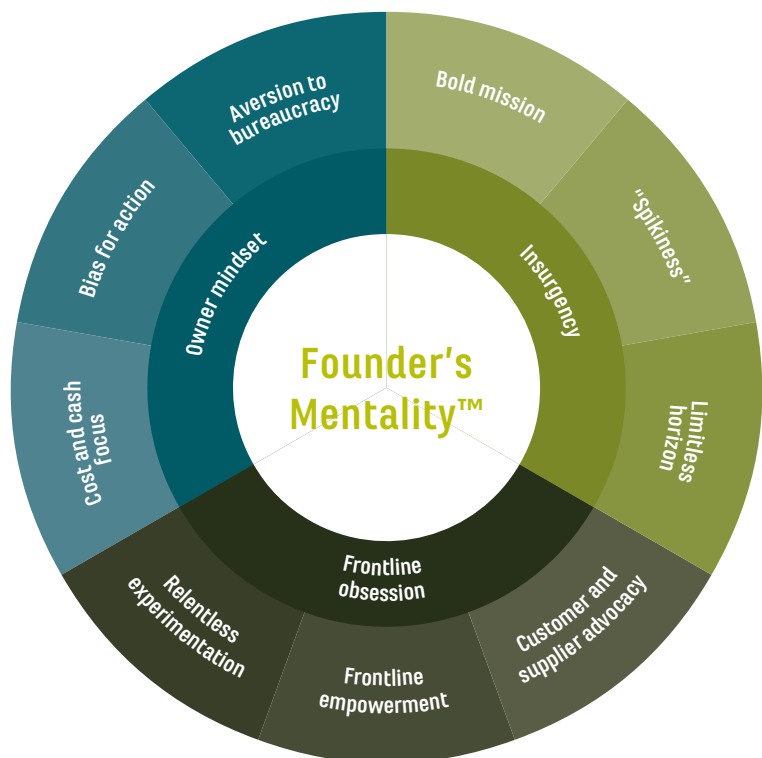 Founder’s
Mentality™
Insurgency
Bold mission
“Spikiness”
Limitless
horizon
Frontline
obsession
Customer and
supplier advocacy
Frontline
empowerment
Relentless
experimentation
Owner mindset
Cost and cash
focus
Bias for action
Aversion to
bureaucracy